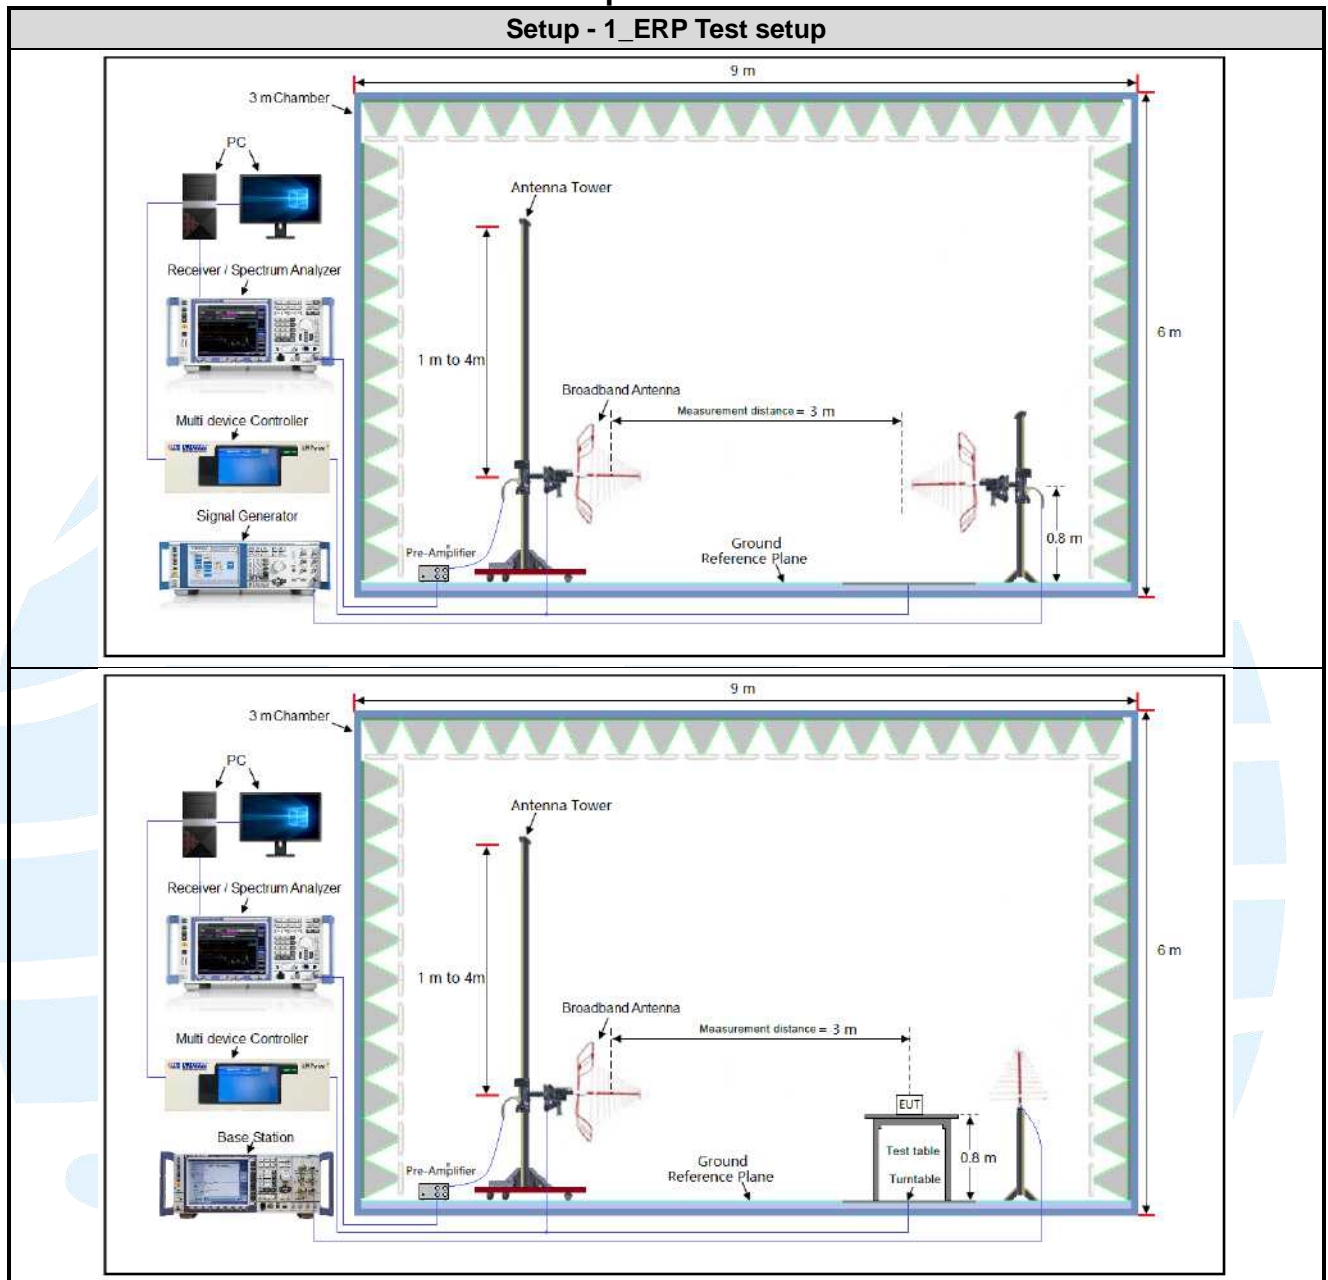 Setup - 1_ERP Test setup
9 m
3 m Chamber
PC
Antenna Tower
Receiver / Spectrum Analyzer
6 m
1 m to 4m
Broadband Antenna
Measurement distance = 3 m
Multi device Controller
Signal Generator
0.8 m
Ground
Reference Plane
Pre-Amplifier
9 m
3 m Chamber
PC
Antenna Tower
Receiver / Spectrum Analyzer
6 m
1 m to 4m
Broadband Antenna
Measurement distance = 3 m
Multi device Controller
EUT
Base Station
Test table
0.8 m
Ground
Reference Plane
Pre-Amplifier
Turntable